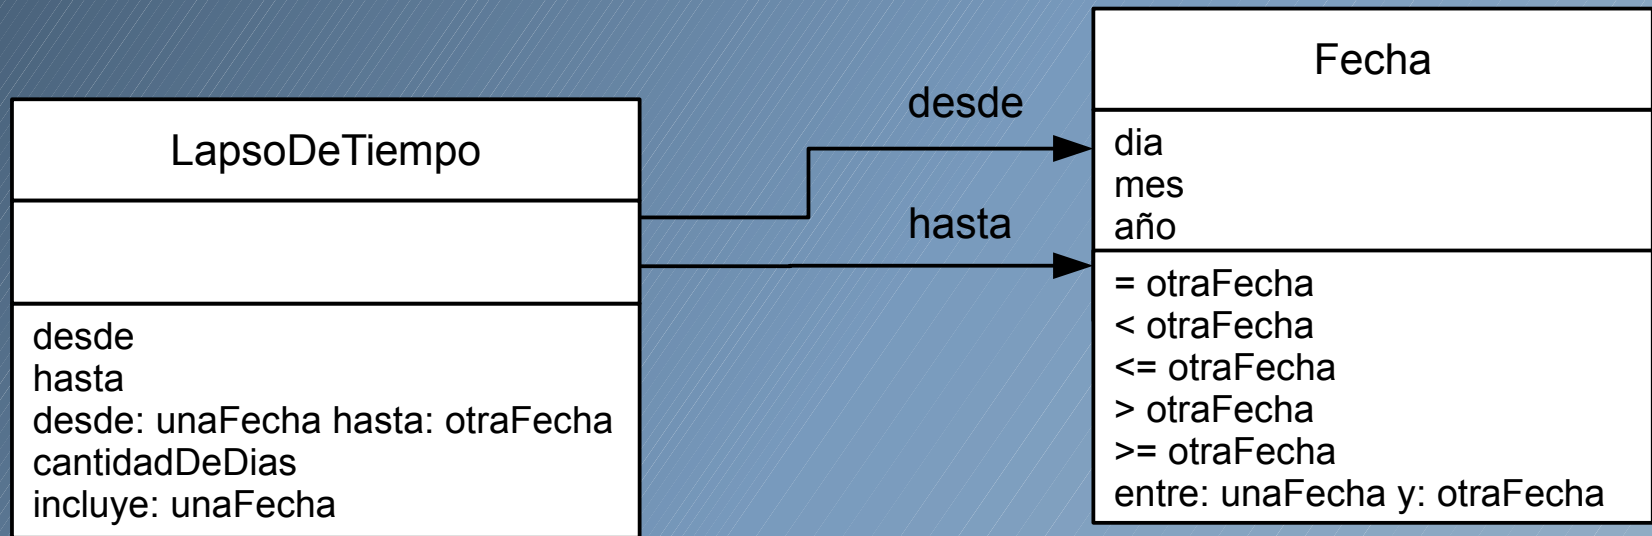 LapsoDeTiempo
desde
hasta
desde: unaFecha hasta: otraFecha
cantidadDeDias
incluye: unaFecha
desde
hasta
Fecha
dia
mes
año
= otraFecha
< otraFecha
<= otraFecha
> otraFecha
>= otraFecha
entre: unaFecha y: otraFecha